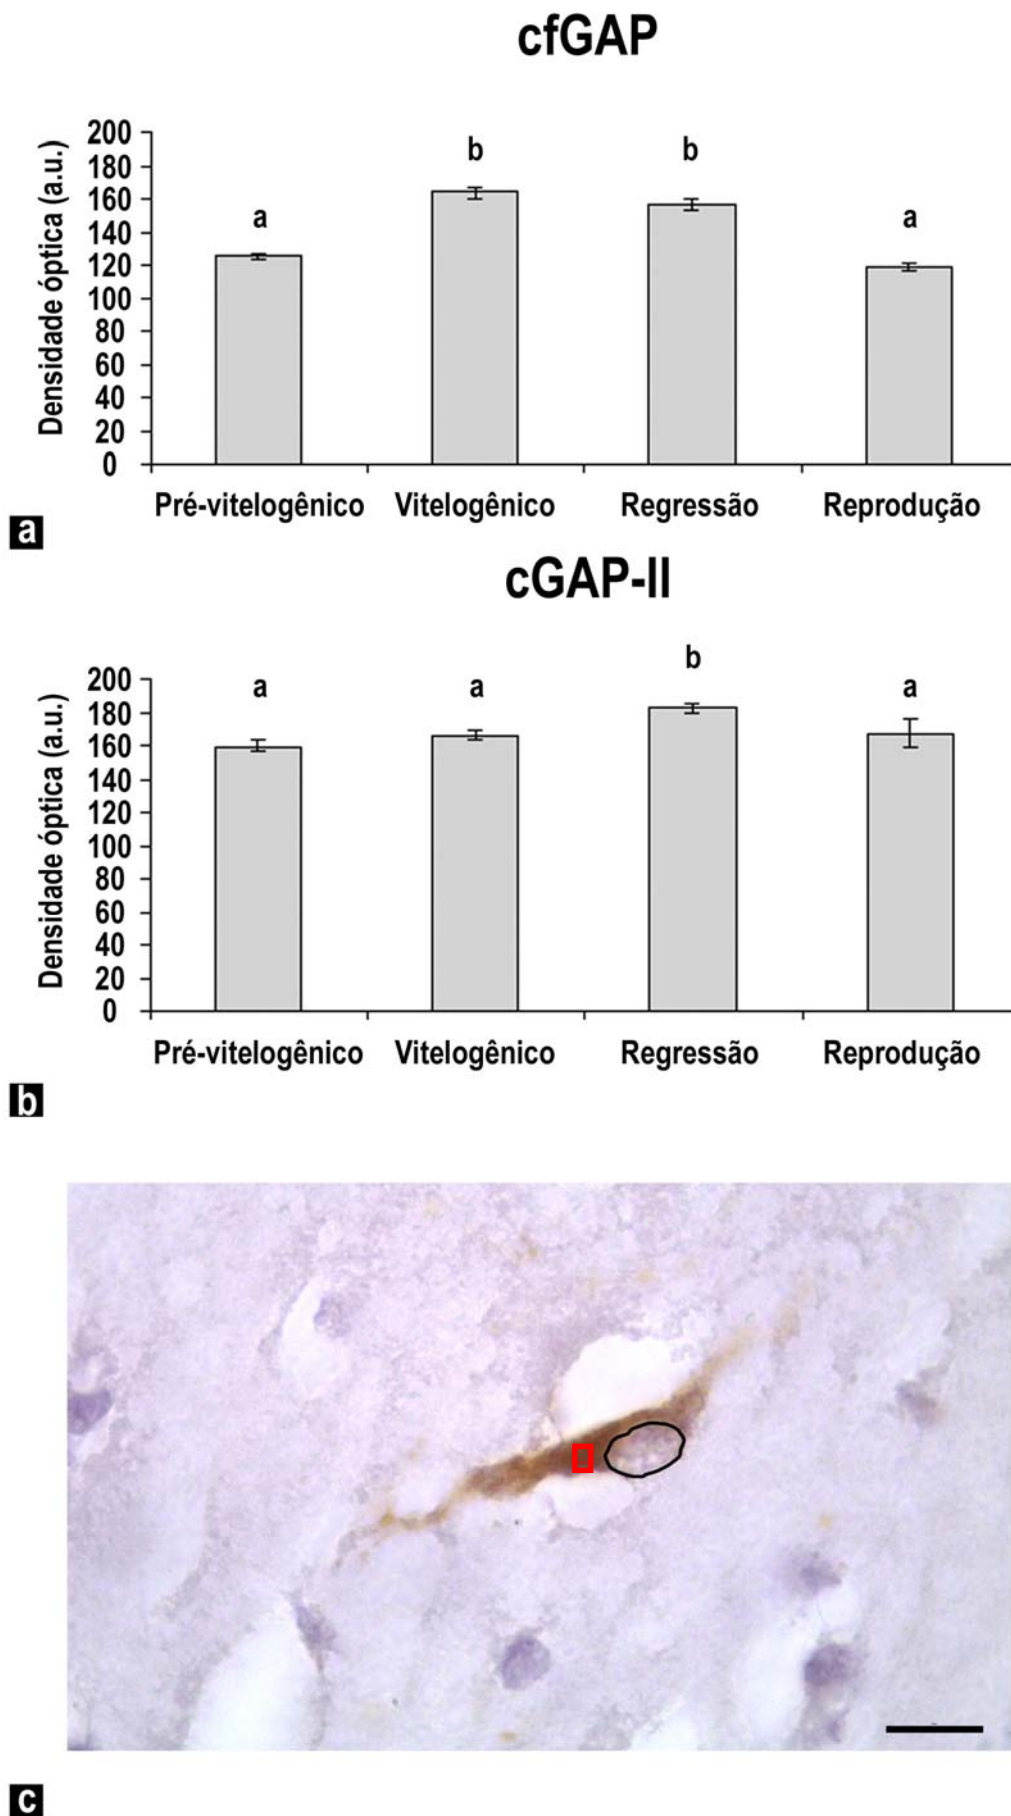 cfGAP
Densidade óptica (a.u.)
200
180
160
140
120
100
80
60
40
20
0
a
b
b
a
Pré-vitelogênico Vitelogênico Regressão Reprodução
a
cGAP-II
Densidade óptica (a.u.)
200
180
160
140
120
100
80
60
40
20
0
a
a
b
a
Pré-vitelogênico Vitelogênico Regressão Reprodução
b
c